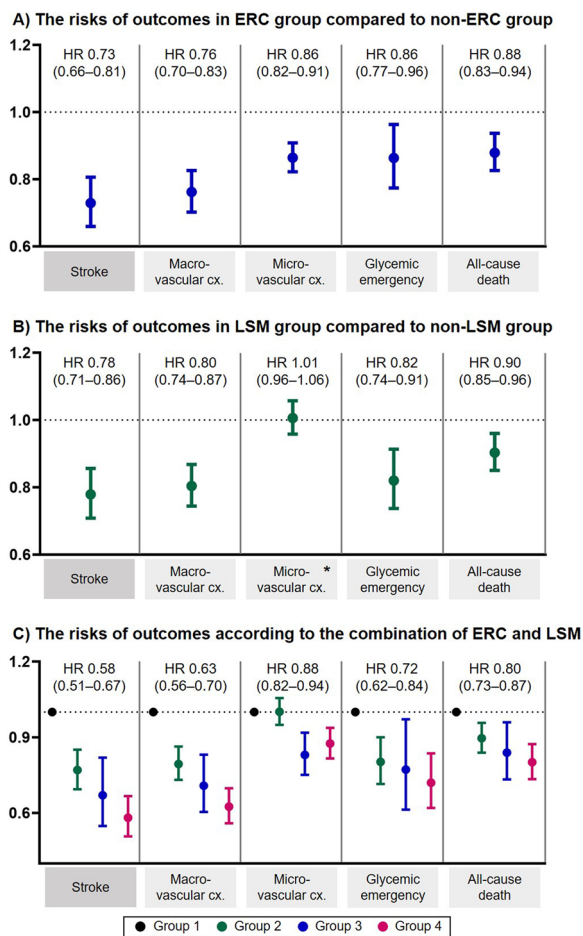 A) The risks of outcomes in ERC group compared to non-ERC group
1.2
HR 0.73 HR 0.76 HR 0.86 HR 0.86 HR 0.88
(0.66–0.81) (0.70–0.83) (0.82–0.91) (0.77–0.96) (0.83–0.94)
1.0
0.8
0.6
Stroke
Macro-
vascular cx.
Micro-
vascular cx.
Glycemic
emergency
All-cause
death
B) The risks of outcomes in LSM group compared to non-LSM group
1.2
HR 0.78 HR 0.80 HR 1.01 HR 0.82 HR 0.90
(0.71–0.86) (0.74–0.87) (0.96–1.06) (0.74–0.91) (0.85–0.96)
1.0
0.8
0.6
Stroke
Macro-
vascular cx.
Micro- *
vascular cx.
Glycemic
emergency
All-cause
death
C) The risks of outcomes according to the combination of ERC and LSM
1.2
HR 0.58 HR 0.63 HR 0.88 HR 0.72 HR 0.80
(0.51–0.67) (0.56–0.70) (0.82–0.94) (0.62–0.84) (0.73–0.87)
0.9
0.6
Stroke
Macro-
vascular cx.
Micro-
vascular cx.
Glycemic
emergency
All-cause
death
Group 1 Group 2 Group 3 Group 4